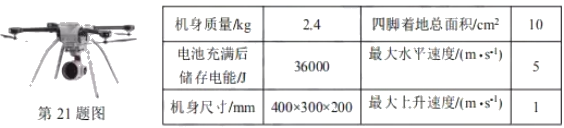 机身质量/kg 2.4 四脚着地总面积/cm² 10
电池充满后储存电能/J 36000 最大水平速度/(m·s⁻¹) 5
机身尺寸/mm 400×300×200 最大上升速度/(m·s⁻¹) 1
第 21 题图